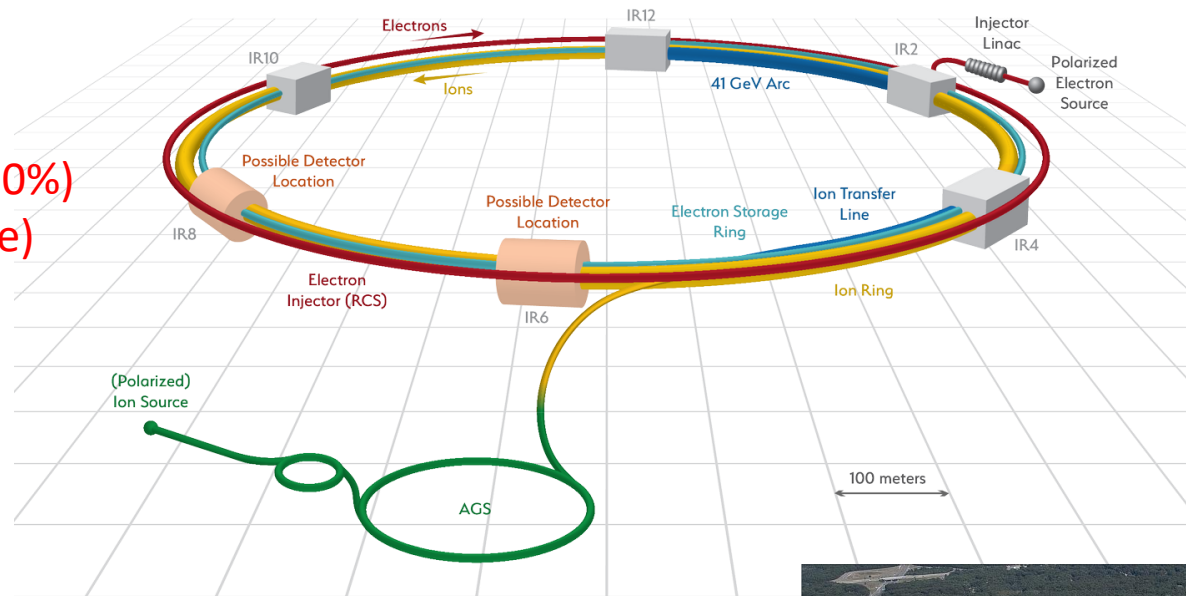 Electrons
IR12
Injector
Linac
IR10
IR2
Polarized
Electron
Source
41 GeV Arc
Ions
0%)
e)
Possible Detector
Location
Possible Detector
Location
Electron Storage
Ring
Ion Transfer
Line
IR8
IR4
Electron
Injector (RCS)
Ion Ring
IR6
(Polarized)
Ion Source
100 meters
AGS